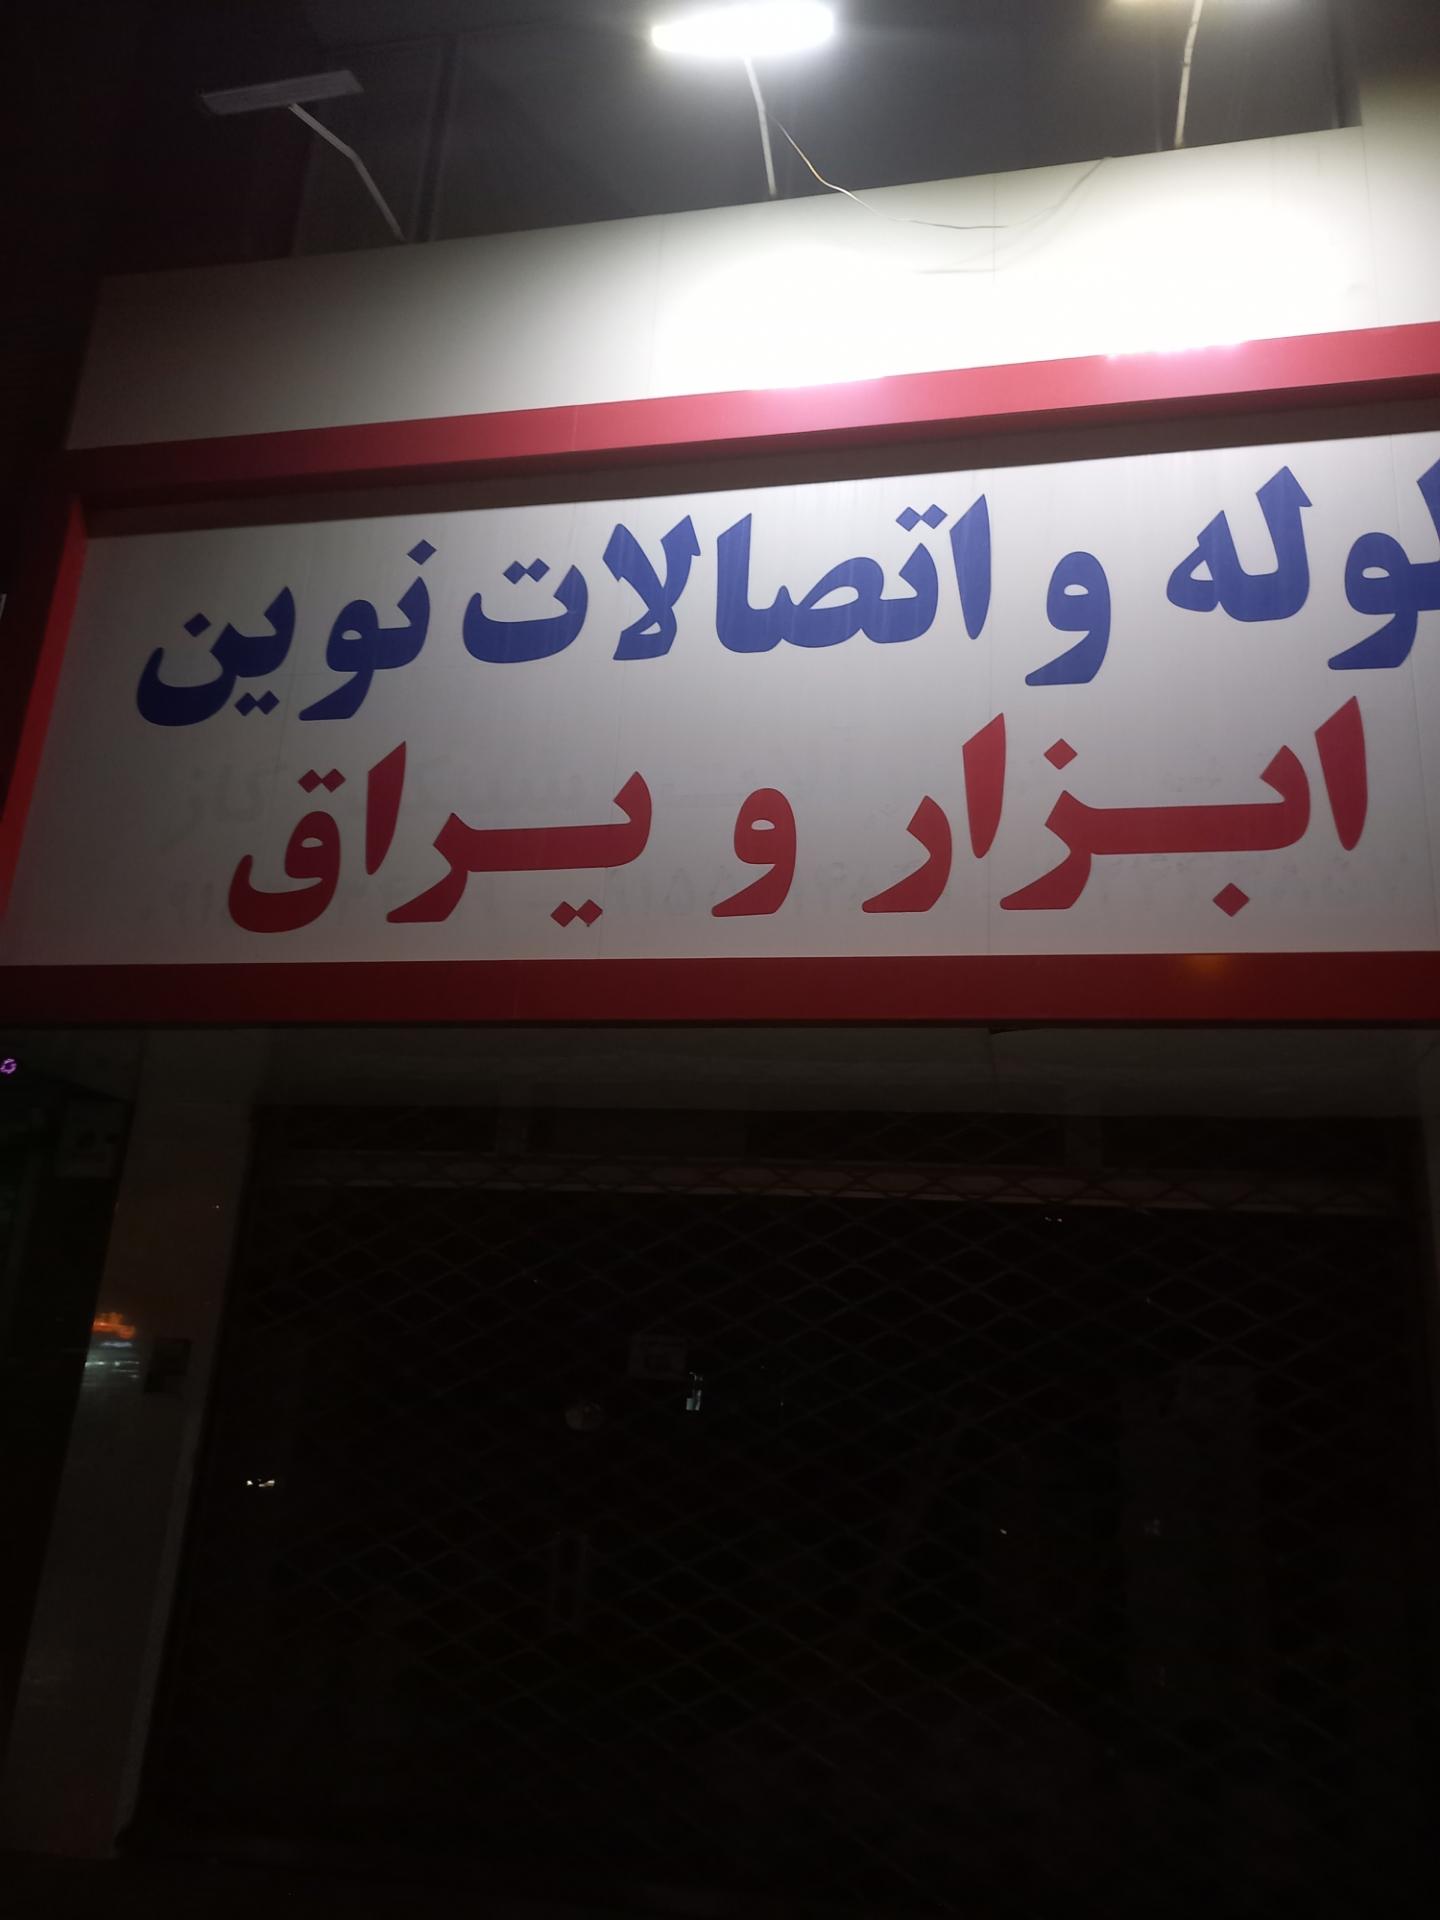 لوله و اتصالات نوین
ابزار و یراق